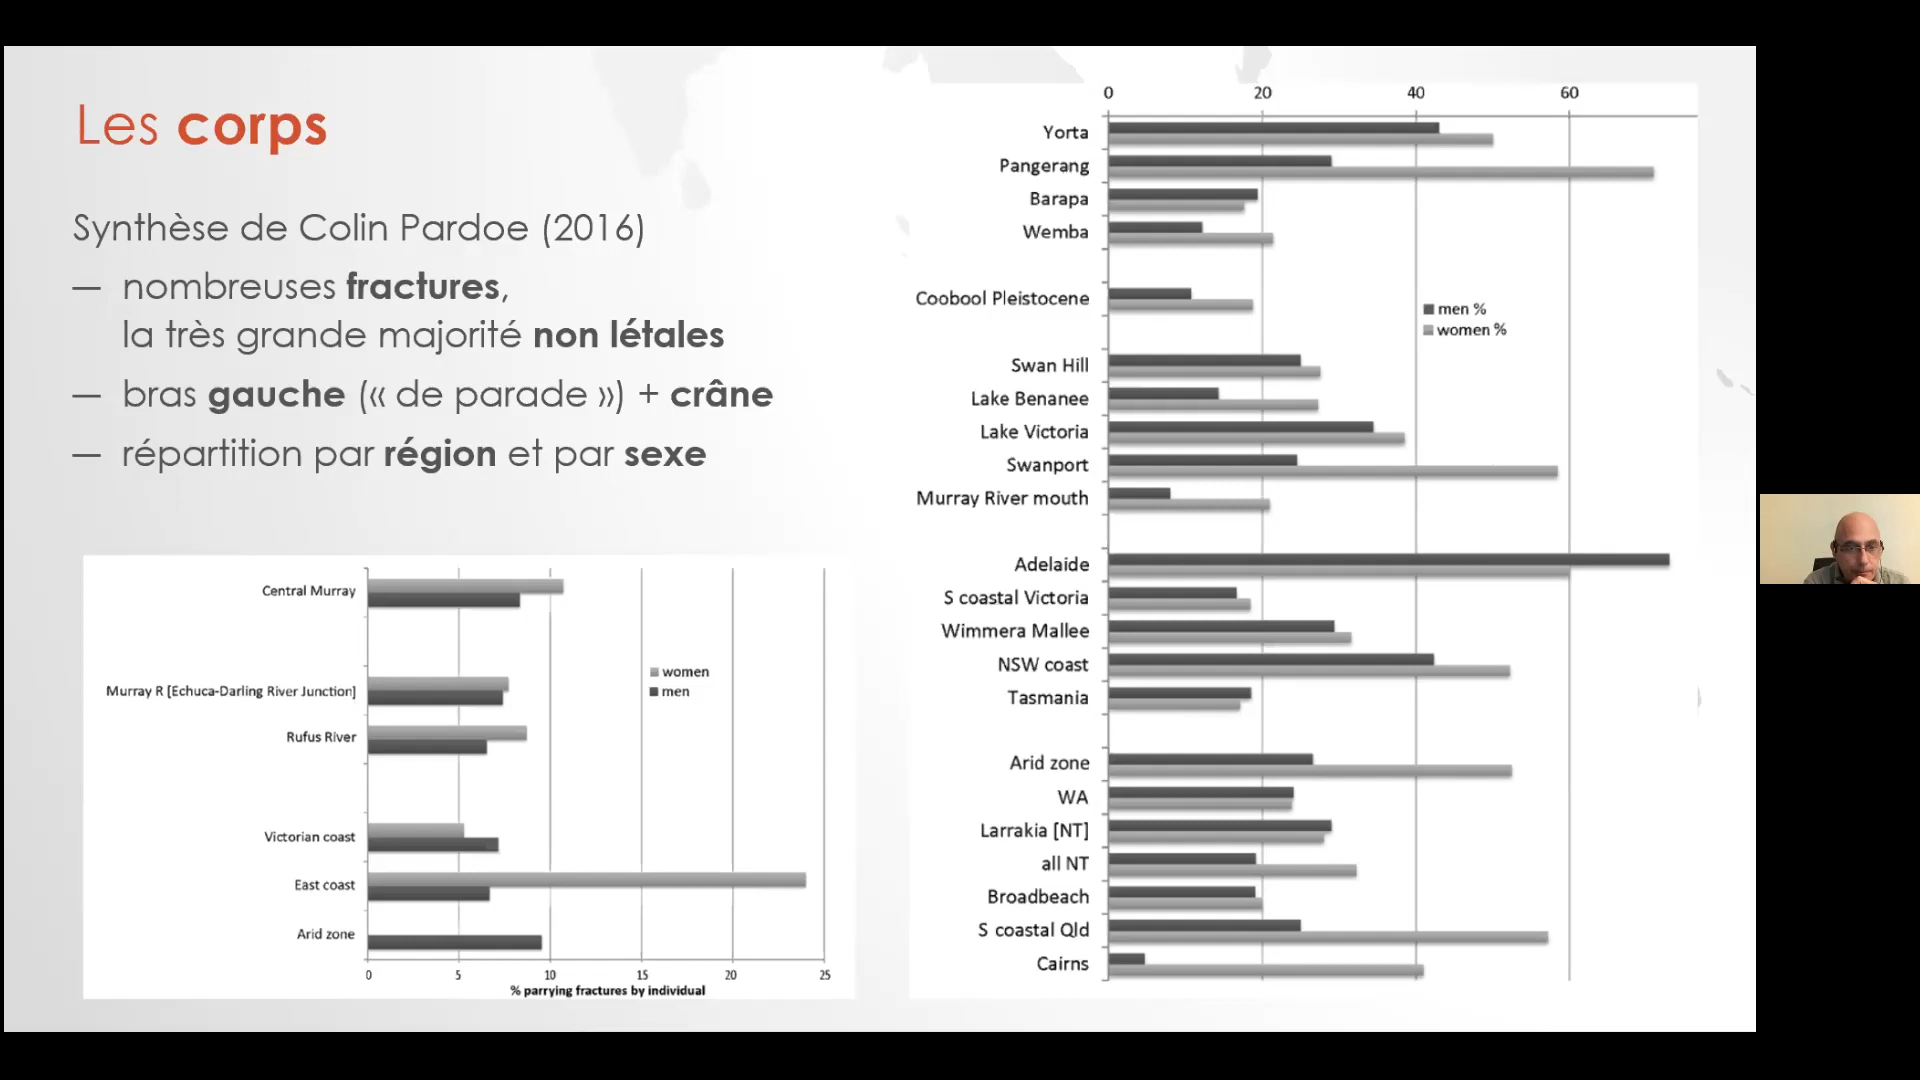 Les corps
Synthèse de Colin Pardoe (2016)
— nombreuses fractures,
la très grande majorité non létales
— bras gauche (« de parade ») + crâne
— répartition par région et par sexe
Central Murray
Murray R [Echuca-Darling River Junction]
Rufus River
Victorian coast
East coast
Arid zone
women
men
0 5 10 15 20 25
% parrying fractures by individual
0 20 40 60
Yorta
Pangerang
Barapa
Wemba
Coobool Pleistocene
men %
women %
Swan Hill
Lake Benanee
Lake Victoria
Swanport
Murray River mouth
Adelaide
S coastal Victoria
Wimmera Mallee
NSW coast
Tasmania
Arid zone
WA
Larrakia [NT]
all NT
Broadbeach
S coastal Qld
Cairns